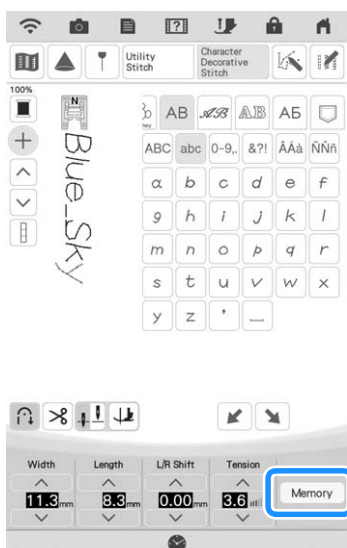 Utility
Stitch
Character
Decorative
Stitch
100%
N
Blue_Sky
AB AB AB АБ
ABC abc 0-9,. &?! ÄÄä ÑÑñ
a b c d e f
g h i j k l
m n o p q r
s t u v w x
y z ' _
Width Length L/R Shift Tension
11.3mm 8.3mm 0.00mm 3.6
Memory